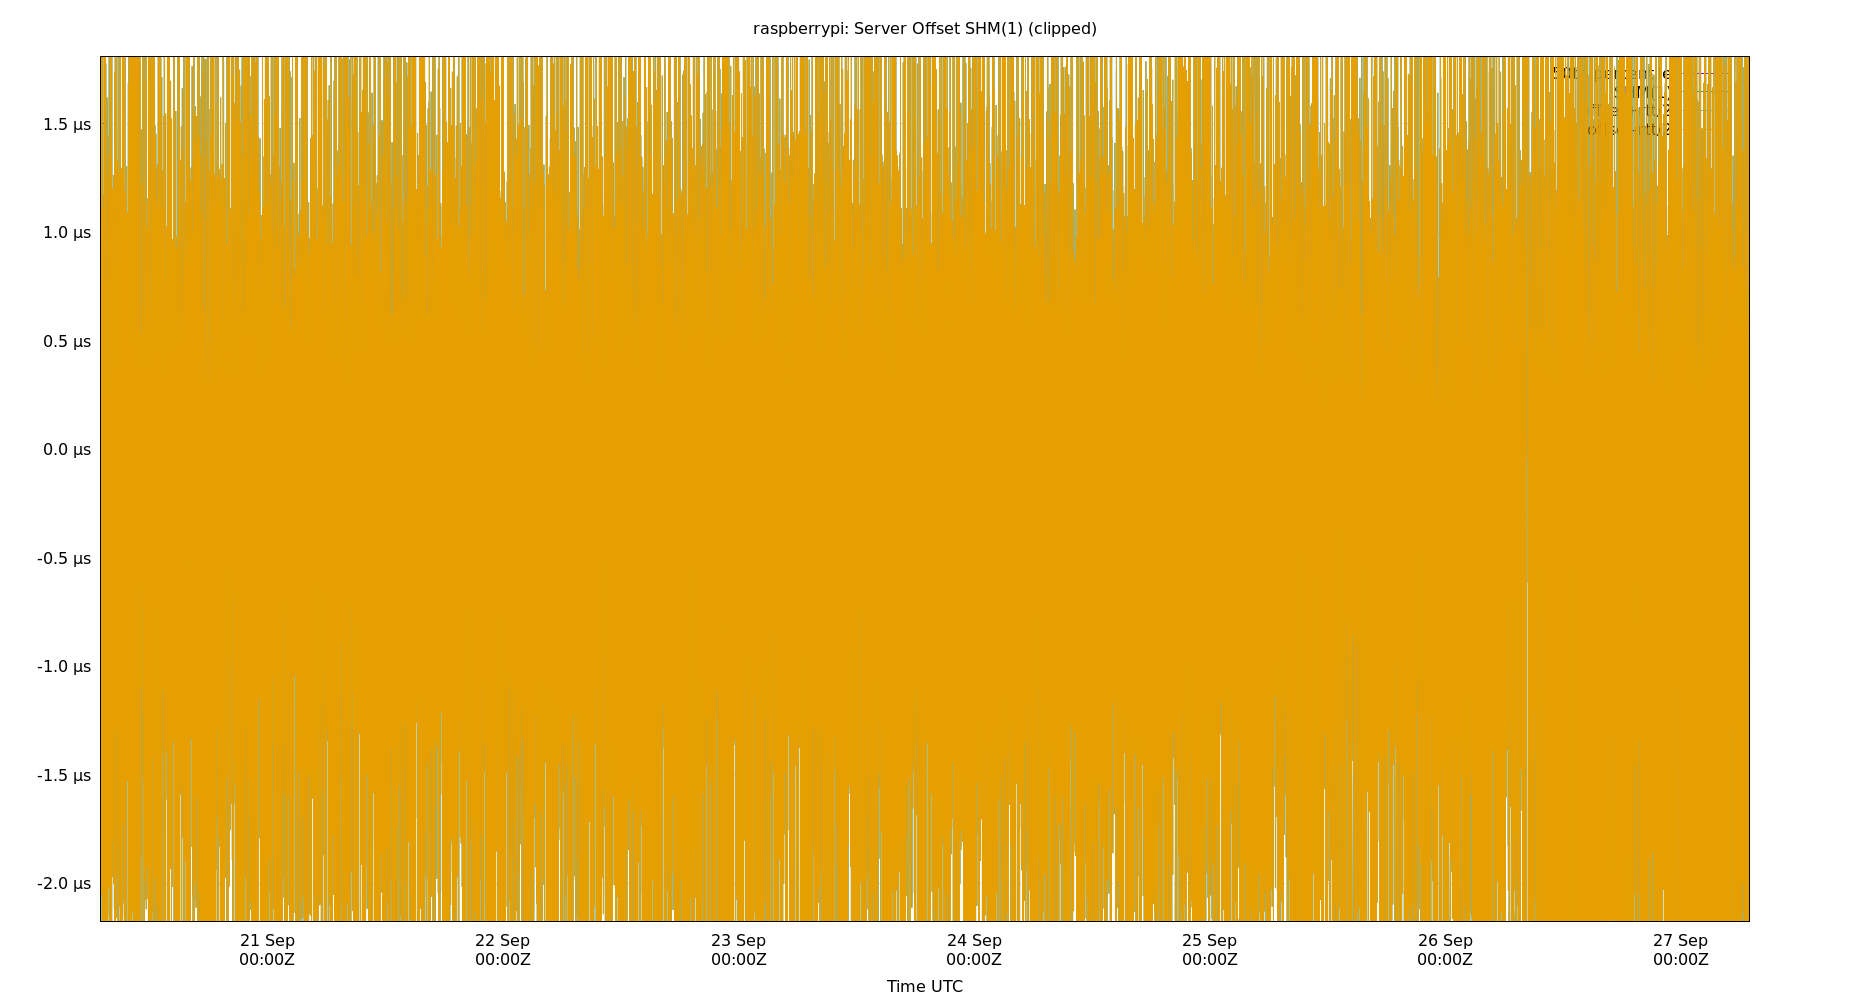 raspberrypi: Server Offset SHM(1) (clipped)
1.5 µs
1.0 µs
0.5 µs
0.0 µs
-0.5 µs
-1.0 µs
-1.5 µs
-2.0 µs
21 Sep 22 Sep 23 Sep 24 Sep 25 Sep 26 Sep 27 Sep
00:00Z 00:00Z 00:00Z 00:00Z 00:00Z 00:00Z 00:00Z
Time UTC